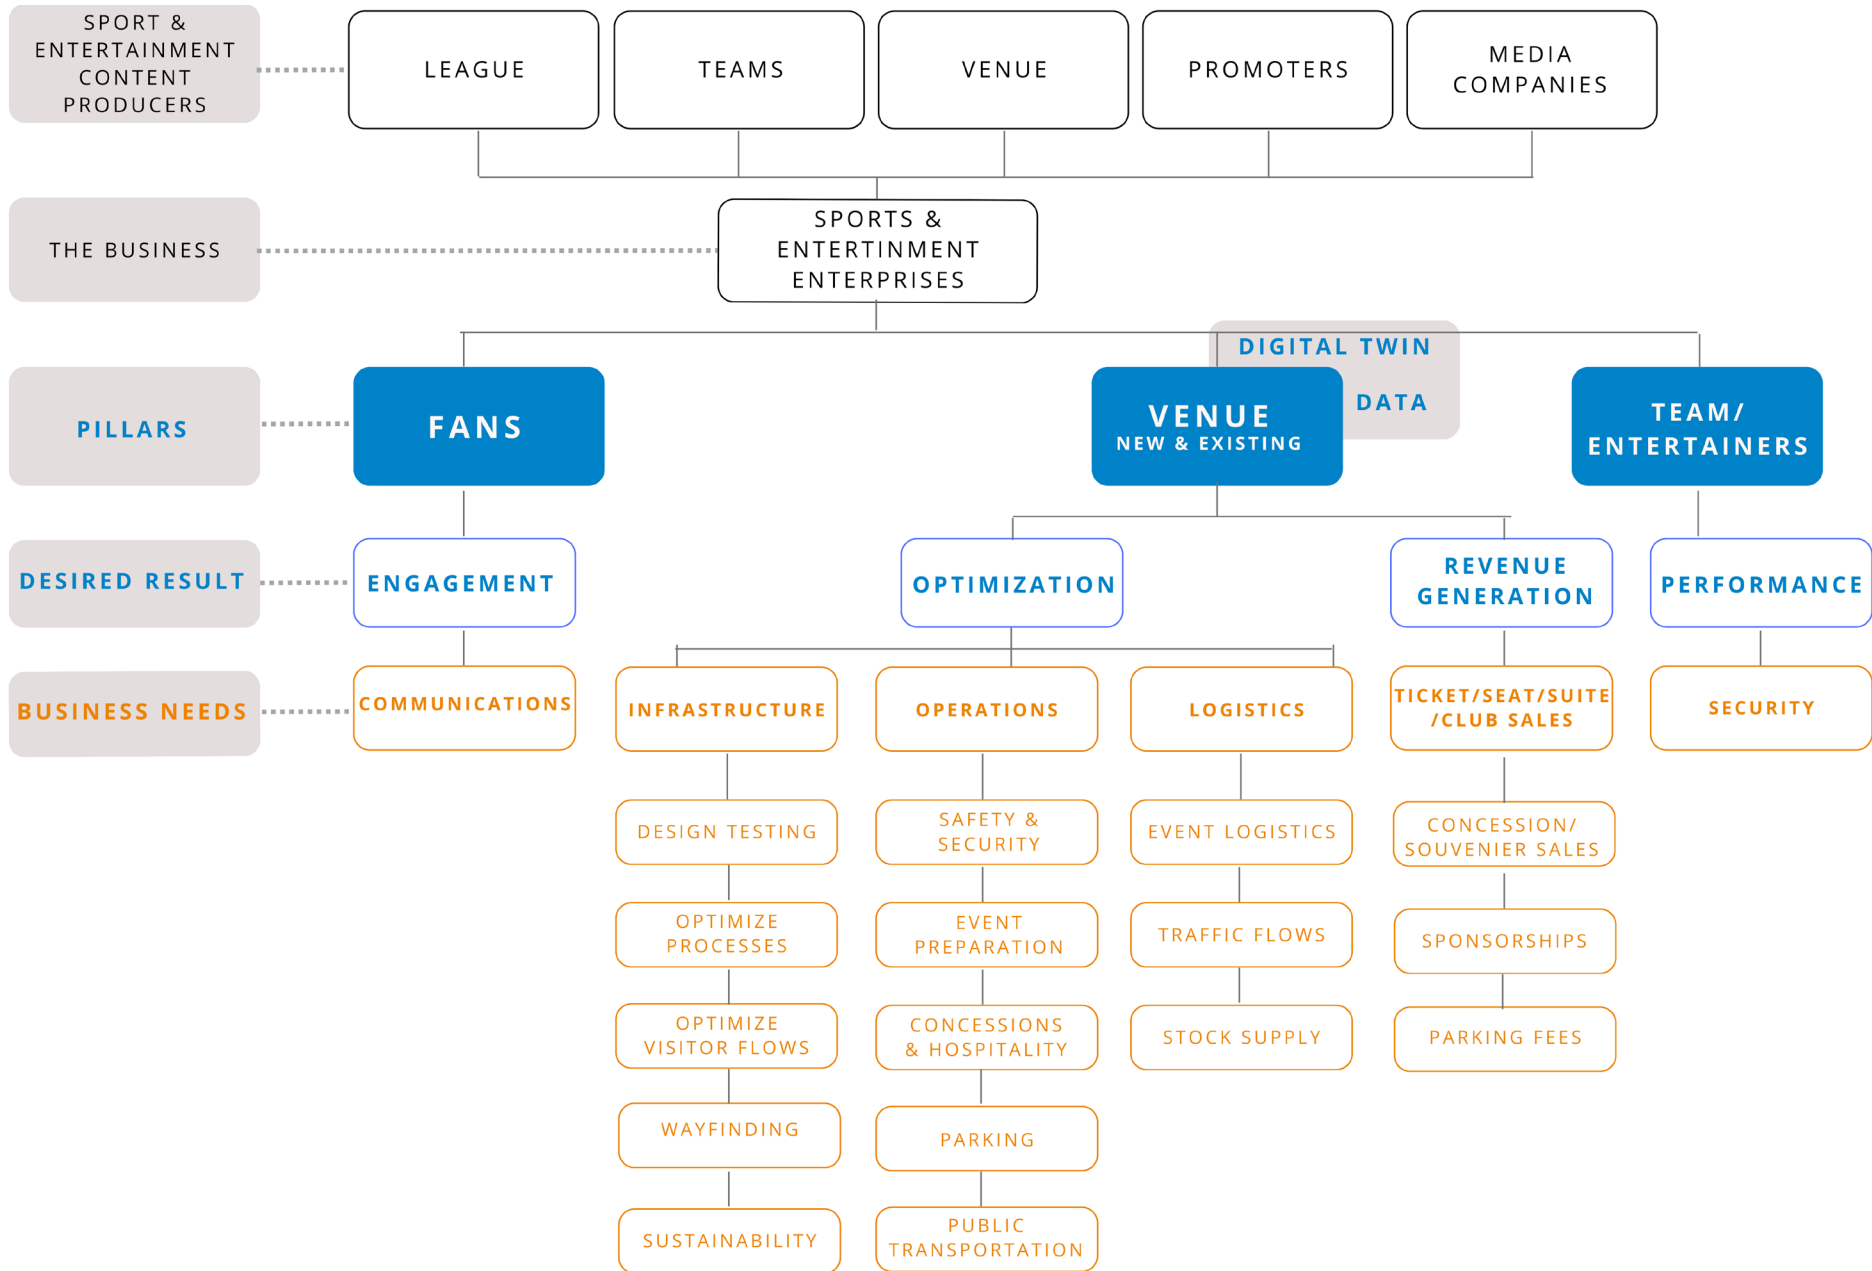 SPORT &
ENTERTAINMENT
CONTENT
PRODUCERS
LEAGUE
TEAMS
VENUE
PROMOTERS
MEDIA
COMPANIES
THE BUSINESS
SPORTS &
ENTERTINMENT
ENTERPRISES
DIGITAL TWIN
DATA
PILLARS
FANS
VENUE
NEW & EXISTING
TEAM/
ENTERTAINERS
DESIRED RESULT
ENGAGEMENT
OPTIMIZATION
REVENUE
GENERATION
PERFORMANCE
BUSINESS NEEDS
COMMUNICATIONS
INFRASTRUCTURE
OPERATIONS
LOGISTICS
TICKET/SEAT/SUITE
/CLUB SALES
SECURITY
DESIGN TESTING
SAFETY &
SECURITY
EVENT LOGISTICS
CONCESSION/
SOUVENIER SALES
OPTIMIZE
PROCESSES
EVENT
PREPARATION
TRAFFIC FLOWS
SPONSORSHIPS
OPTIMIZE
VISITOR FLOWS
CONCESSIONS
& HOSPITALITY
STOCK SUPPLY
PARKING FEES
WAYFINDING
PARKING
SUSTAINABILITY
PUBLIC
TRANSPORTATION